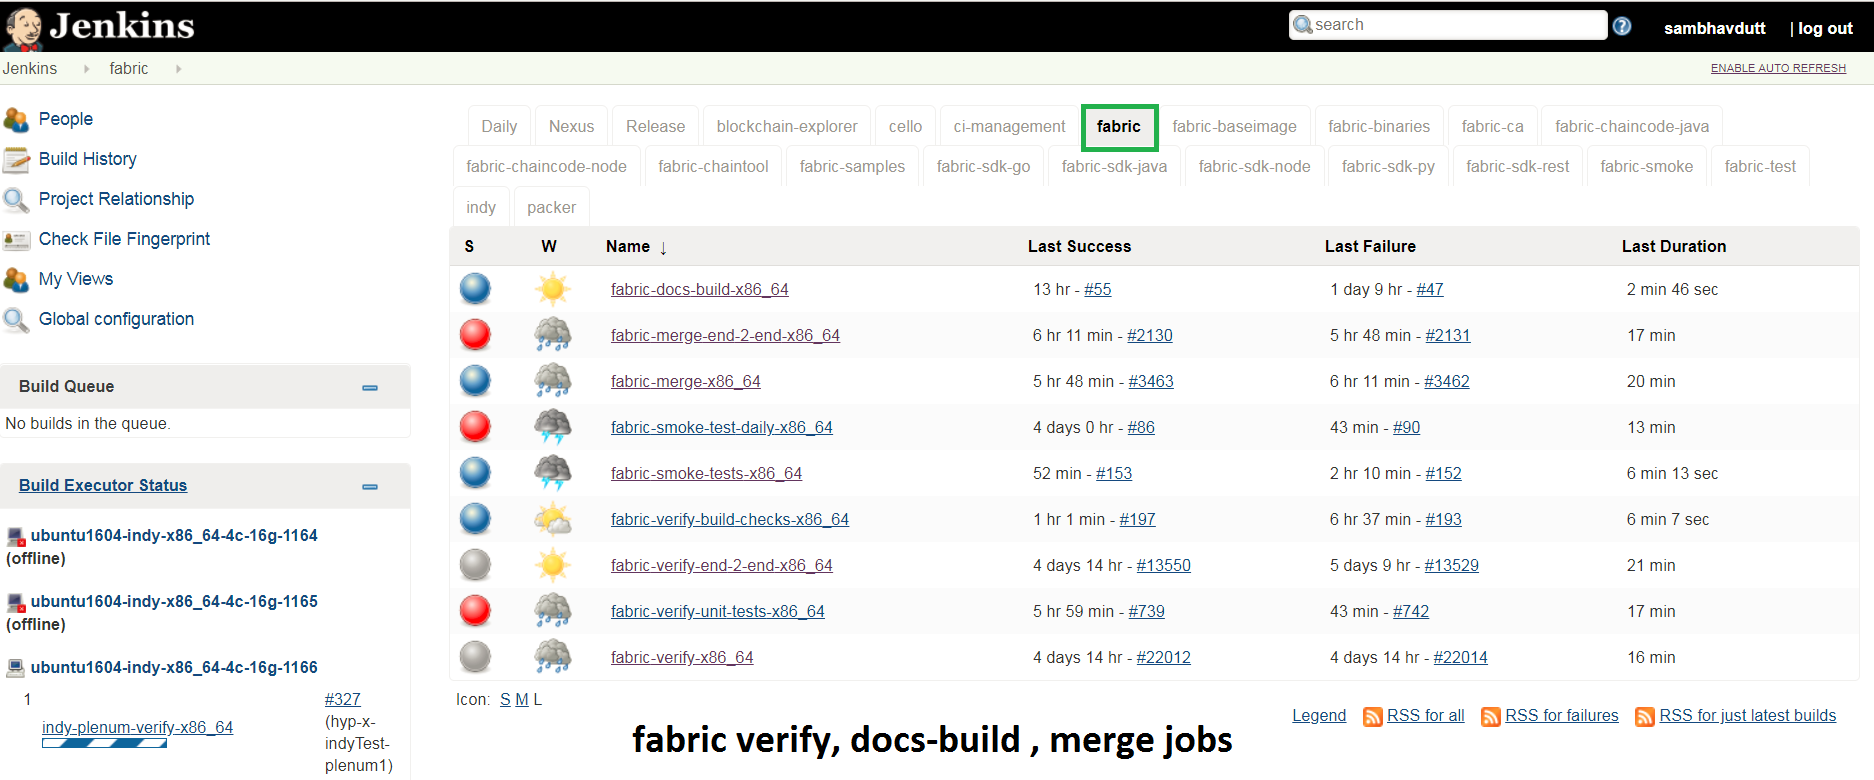 Jenkins
search
sambhavdutt | log out
Jenkins fabric
ENABLE AUTO REFRESH
People
Build History
Project Relationship
Check File Fingerprint
My Views
Global configuration
Build Queue
No builds in the queue.
Build Executor Status
ubuntu1604-indy-x86_64-4c-16g-1164
(offline)
ubuntu1604-indy-x86_64-4c-16g-1165
(offline)
ubuntu1604-indy-x86_64-4c-16g-1166
1
indy-plenum-verify-x86_64
#327
(hyp-x-
indyTest-
plenum1)
Daily Nexus Release blockchain-explorer cello ci-management fabric fabric-baseimage fabric-binaries fabric-ca fabric-chaincode-java
fabric-chaincode-node fabric-chaintool fabric-samples fabric-sdk-go fabric-sdk-java fabric-sdk-node fabric-sdk-py fabric-sdk-rest fabric-smoke fabric-test
indy packer
S W Name ↓ Last Success Last Failure Last Duration
fabric-docs-build-x86_64 13 hr - #55 1 day 9 hr - #47 2 min 46 sec
fabric-merge-end-2-end-x86_64 6 hr 11 min - #2130 5 hr 48 min - #2131 17 min
fabric-merge-x86_64 5 hr 48 min - #3463 6 hr 11 min - #3462 20 min
fabric-smoke-test-daily-x86_64 4 days 0 hr - #86 43 min - #90 13 min
fabric-smoke-tests-x86_64 52 min - #153 2 hr 10 min - #152 6 min 13 sec
fabric-verify-build-checks-x86_64 1 hr 1 min - #197 6 hr 37 min - #193 6 min 7 sec
fabric-verify-end-2-end-x86_64 4 days 14 hr - #13550 5 days 9 hr - #13529 21 min
fabric-verify-unit-tests-x86_64 5 hr 59 min - #739 43 min - #742 17 min
fabric-verify-x86_64 4 days 14 hr - #22012 4 days 14 hr - #22014 16 min
Icon: S M L
Legend RSS for all RSS for failures RSS for just latest builds
fabric verify, docs-build , merge jobs